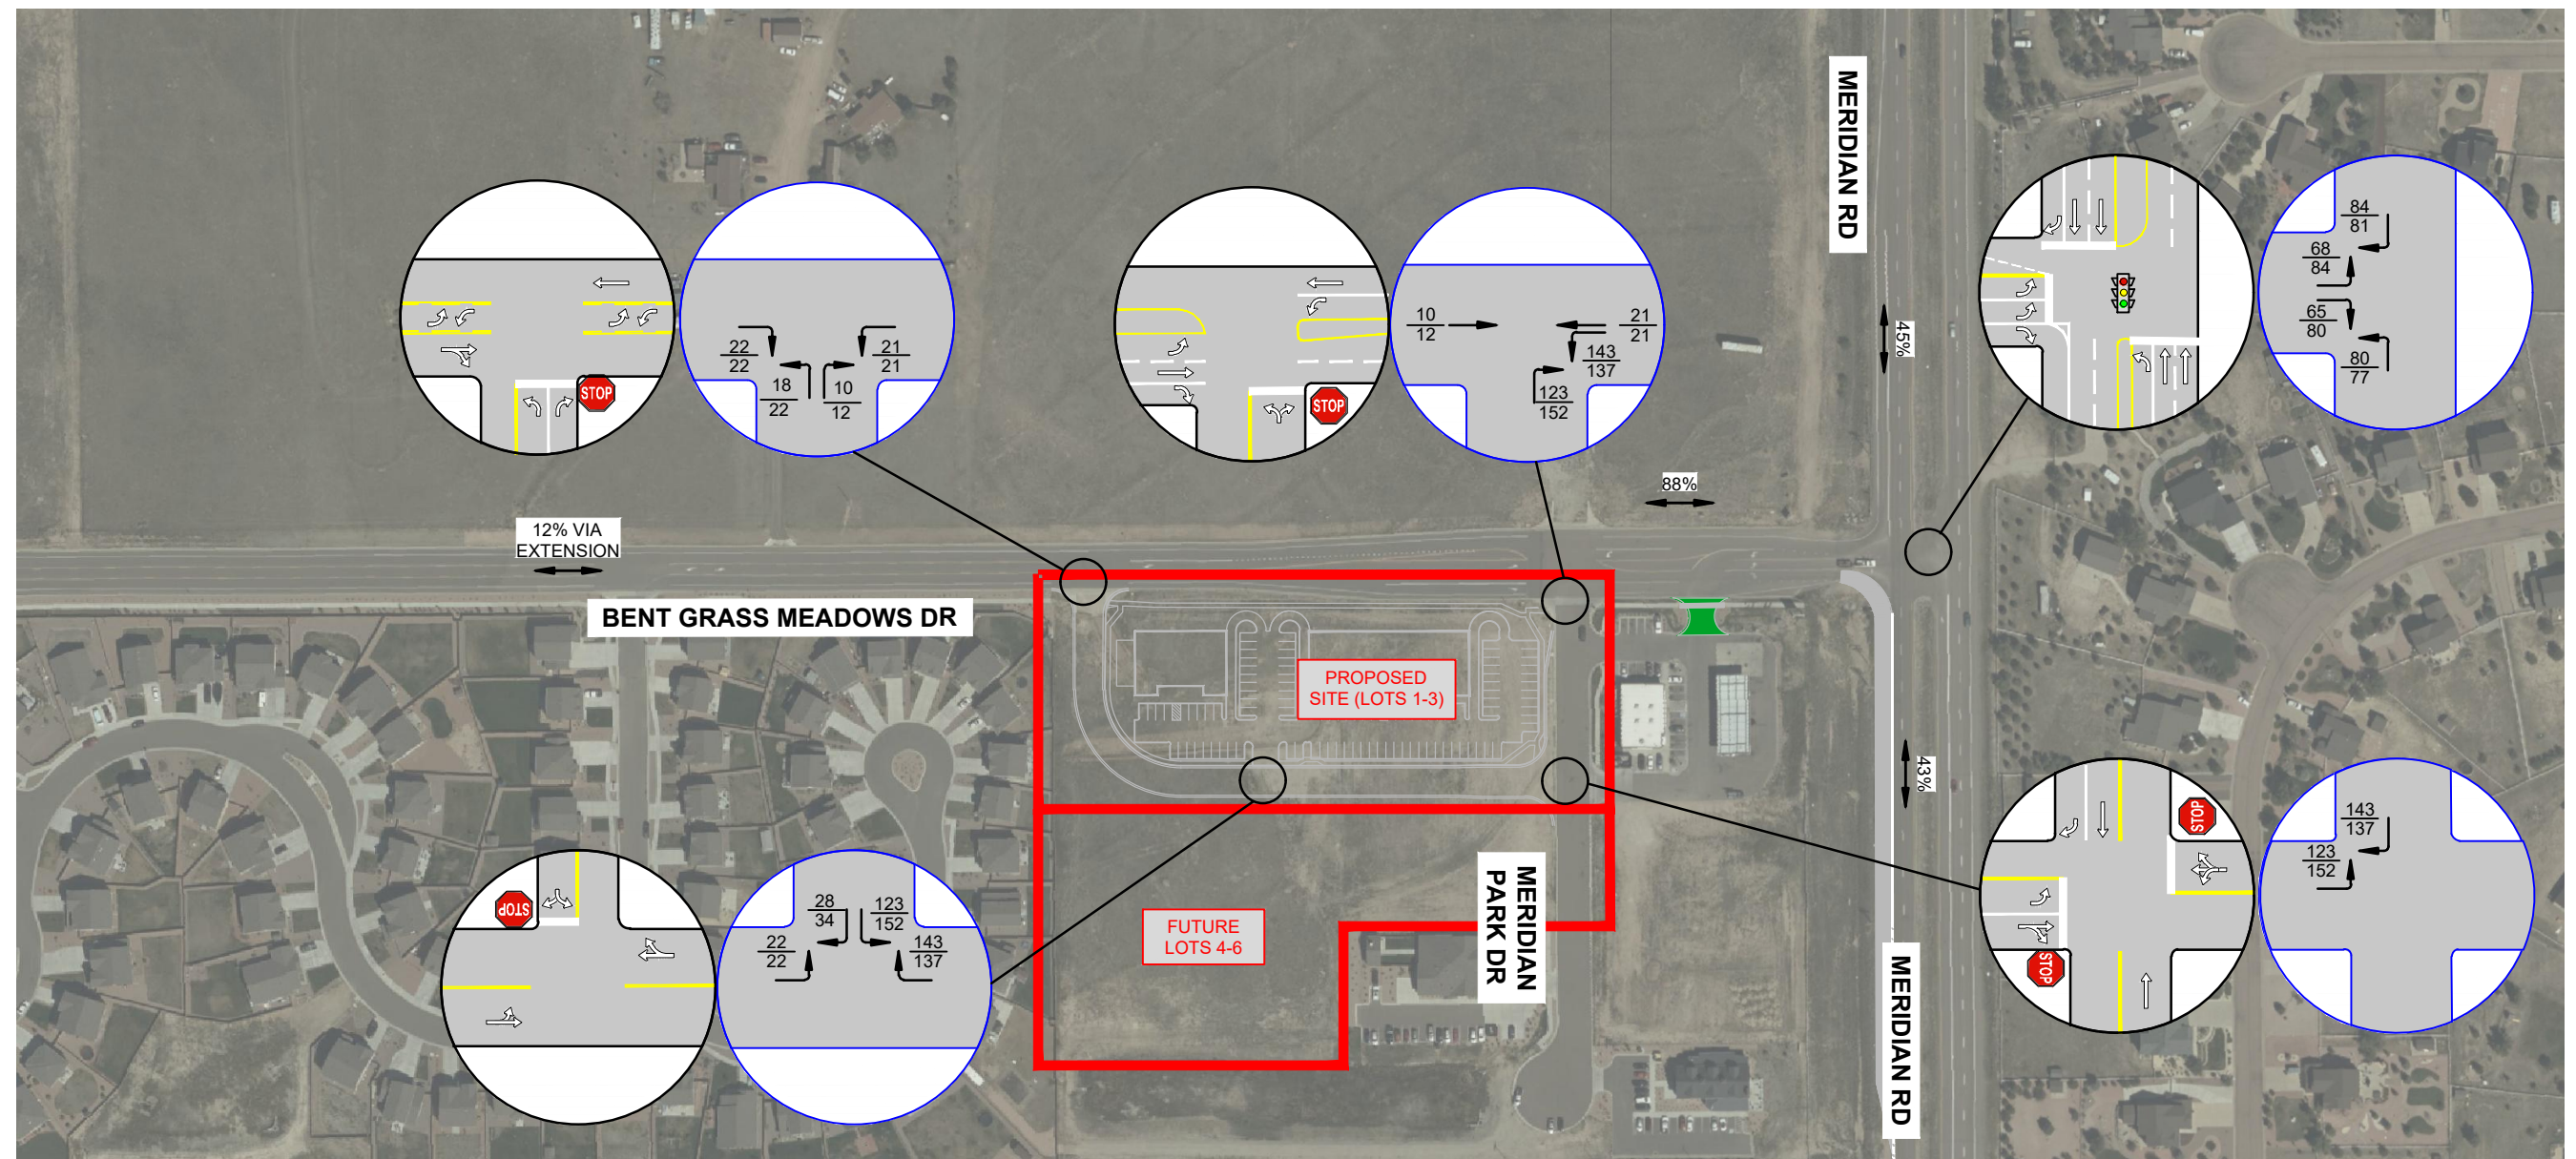 MERIDIAN RD
84
81
68
84
65
80
80
77
45%
STOP
22
22
18
22
10
12
21
21
STOP
10
12
21
21
143
137
123
152
88%
12% VIA
EXTENSION
BENT GRASS MEADOWS DR
PROPOSED
SITE (LOTS 1-3)
43%
STOP
28
34
123
152
22
22
143
137
FUTURE
LOTS 4-6
MERIDIAN
PARK DR
MERIDIAN RD
STOP
STOP
143
137
123
152